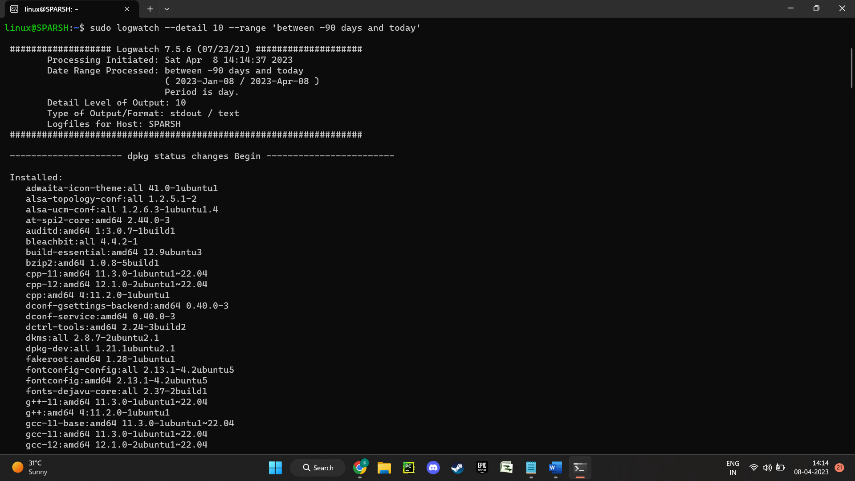 linux@SPARSH: ~
linux@SPARSH:~$ sudo logwatch --detail 10 --range 'between -90 days and today'
################### Logwatch 7.5.6 (07/23/21) ####################
Processing Initiated: Sat Apr  8 14:14:37 2023
Date Range Processed: between -90 days and today
( 2023-Jan-08 / 2023-Apr-08 )
Period is day.
Detail Level of Output: 10
Type of Output/Format: stdout / text
Logfiles for Host: SPARSH
##################################################################
--------------------- dpkg status changes Begin ------------------------
Installed:
adwaita-icon-theme:all 41.0-1ubuntu1
alsa-topology-conf:all 1.2.5.1-2
alsa-ucm-conf:all 1.2.6.3-1ubuntu1.4
at-spi2-core:amd64 2.44.0-3
auditd:amd64 1:3.0.7-1build1
bleachbit:all 4.4.2-1
build-essential:amd64 12.9ubuntu3
bzip2:amd64 1.0.8-5build1
cpp-11:amd64 11.3.0-1ubuntu1~22.04
cpp-12:amd64 12.1.0-2ubuntu1~22.04
cpp:amd64 4:11.2.0-1ubuntu1
dconf-gsettings-backend:amd64 0.40.0-3
dconf-service:amd64 0.40.0-3
dctrl-tools:amd64 2.24-3build2
dkms:all 2.8.7-2ubuntu2.1
dpkg-dev:all 1.21.1ubuntu2.1
fakeroot:amd64 1.28-1ubuntu1
fontconfig-config:all 2.13.1-4.2ubuntu5
fontconfig:amd64 2.13.1-4.2ubuntu5
fonts-dejavu-core:all 2.37-2build1
g++-11:amd64 11.3.0-1ubuntu1~22.04
g++:amd64 4:11.2.0-1ubuntu1
gcc-11-base:amd64 11.3.0-1ubuntu1~22.04
gcc-11:amd64 11.3.0-1ubuntu1~22.04
gcc-12:amd64 12.1.0-2ubuntu1~22.04
31°C
Sunny
Search
ENG
IN
14:14
08-04-2023